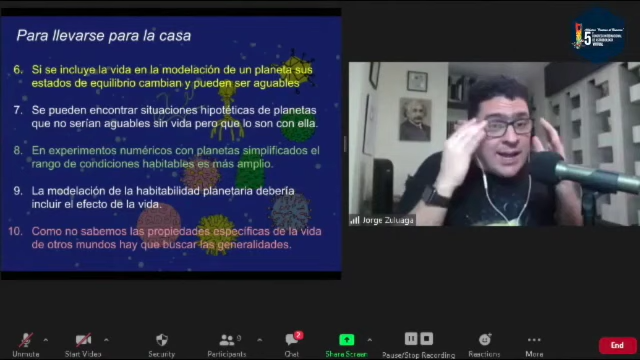 Para llevarse para la casa
6. Si se incluye la vida en la modelación de un planeta sus
estados de equilibrio cambian y pueden ser aguables
7. Se pueden encontrar situaciones hipotéticas de planetas
que no serían aguables sin vida pero que lo son con ella.
8. En experimentos numéricos con planetas simplificados el
rango de condiciones habitables es más amplio.
9. La modelación de la habitabilidad planetaria debería
incluir el efecto de la vida.
10. Como no sabemos las propiedades específicas de la vida
de otros mundos hay que buscar las generalidades.
5
Jorge Zuluaga
Unmute
Start Video
Security
Participants
Chat
2
Share Screen
Pause/Stop Recording
Reactions
More
End